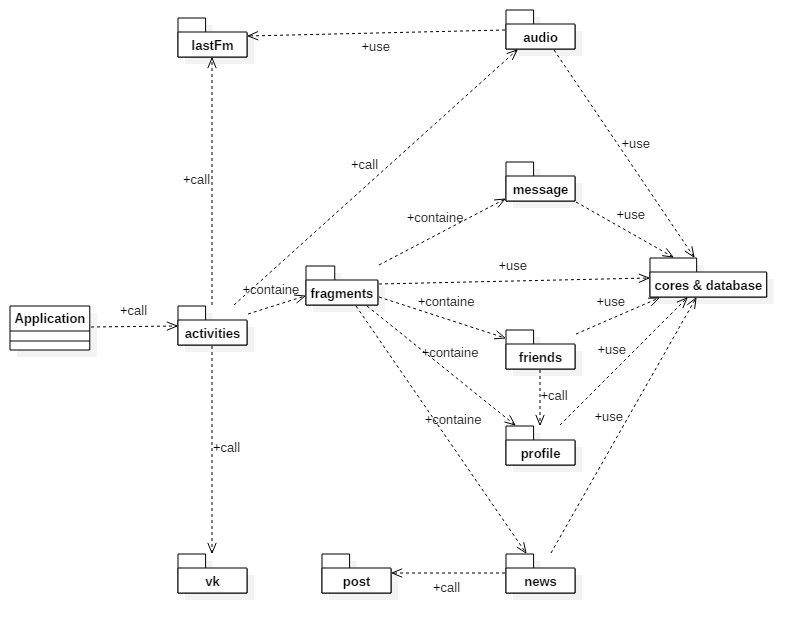 lastFm
+use
audio
+call
+use
+call
message
+containe
+use
+use
cores & database
+containe
fragments
+containe
+use
Application
+call
activities
+containe
friends
+use
+call
+containe
+use
+call
profile
vk
post
+call
news